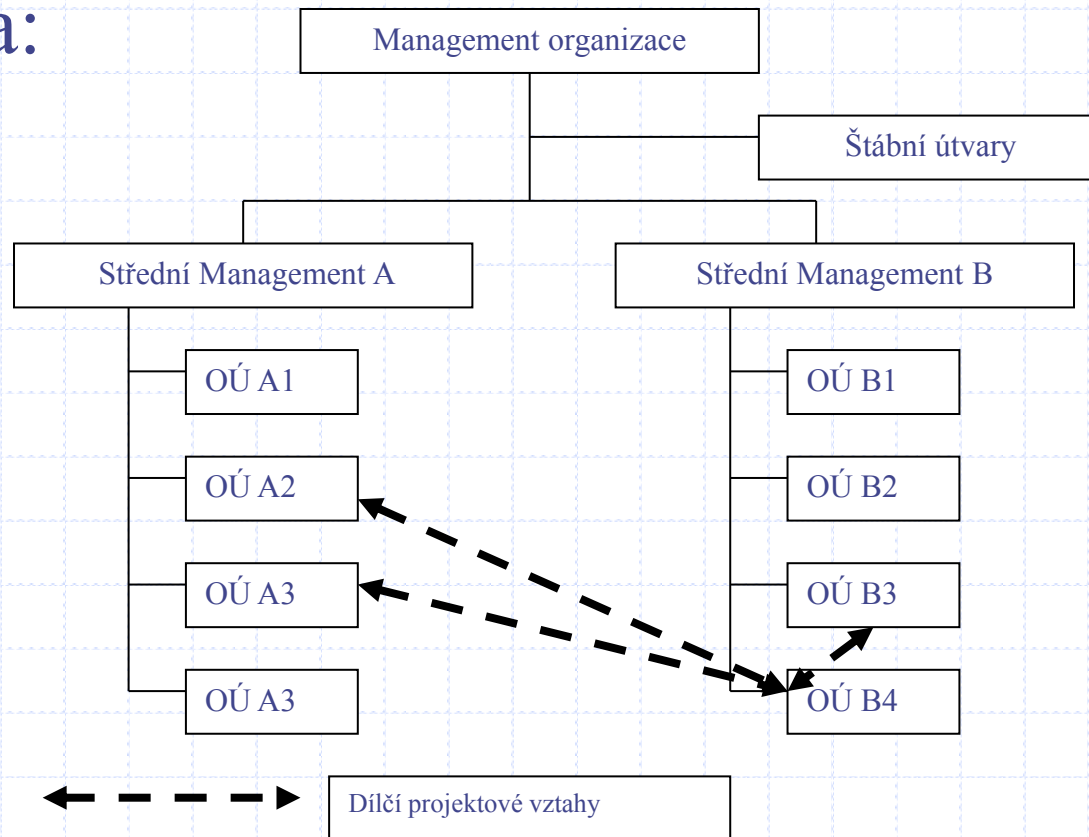 a:
Management organizace
Štábní útvary
Střední Management A
Střední Management B
OÚ A1
OÚ B1
OÚ A2
OÚ B2
OÚ A3
OÚ B3
OÚ A3
OÚ B4
Dílčí projektové vztahy